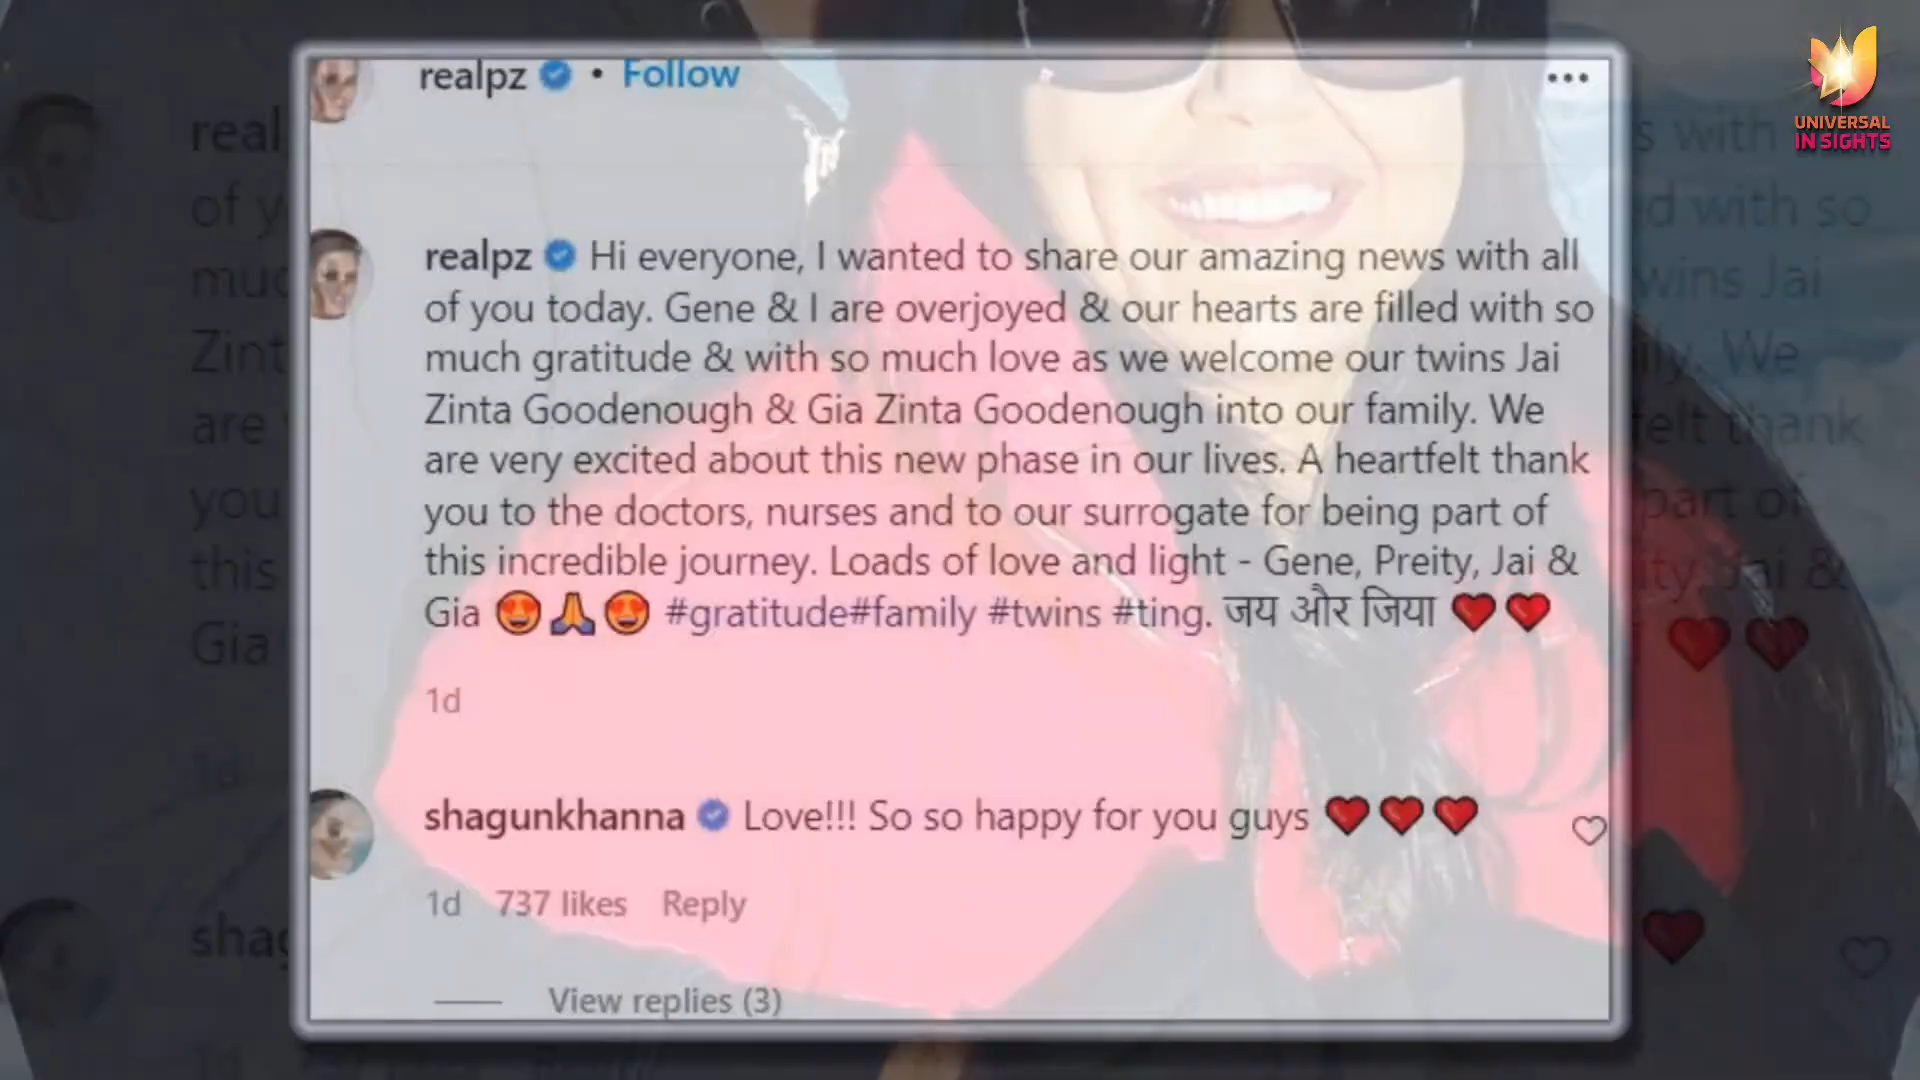 realpz • Follow
UNIVERSAL
IN SIGHTS
realpz Hi everyone, I wanted to share our amazing news with all
of you today. Gene & I are overjoyed & our hearts are filled with so
much gratitude & with so much love as we welcome our twins Jai
Zinta Goodenough & Gia Zinta Goodenough into our family. We
are very excited about this new phase in our lives. A heartfelt thank
you to the doctors, nurses and to our surrogate for being part of
this incredible journey. Loads of love and light - Gene, Preity, Jai &
Gia 😍🙏😍 #gratitude#family #twins #ting. जय और जिया ❤️❤️
1d
shagunkhanna Love!!! So so happy for you guys ❤️❤️❤️
1d 737 likes Reply
View replies (3)